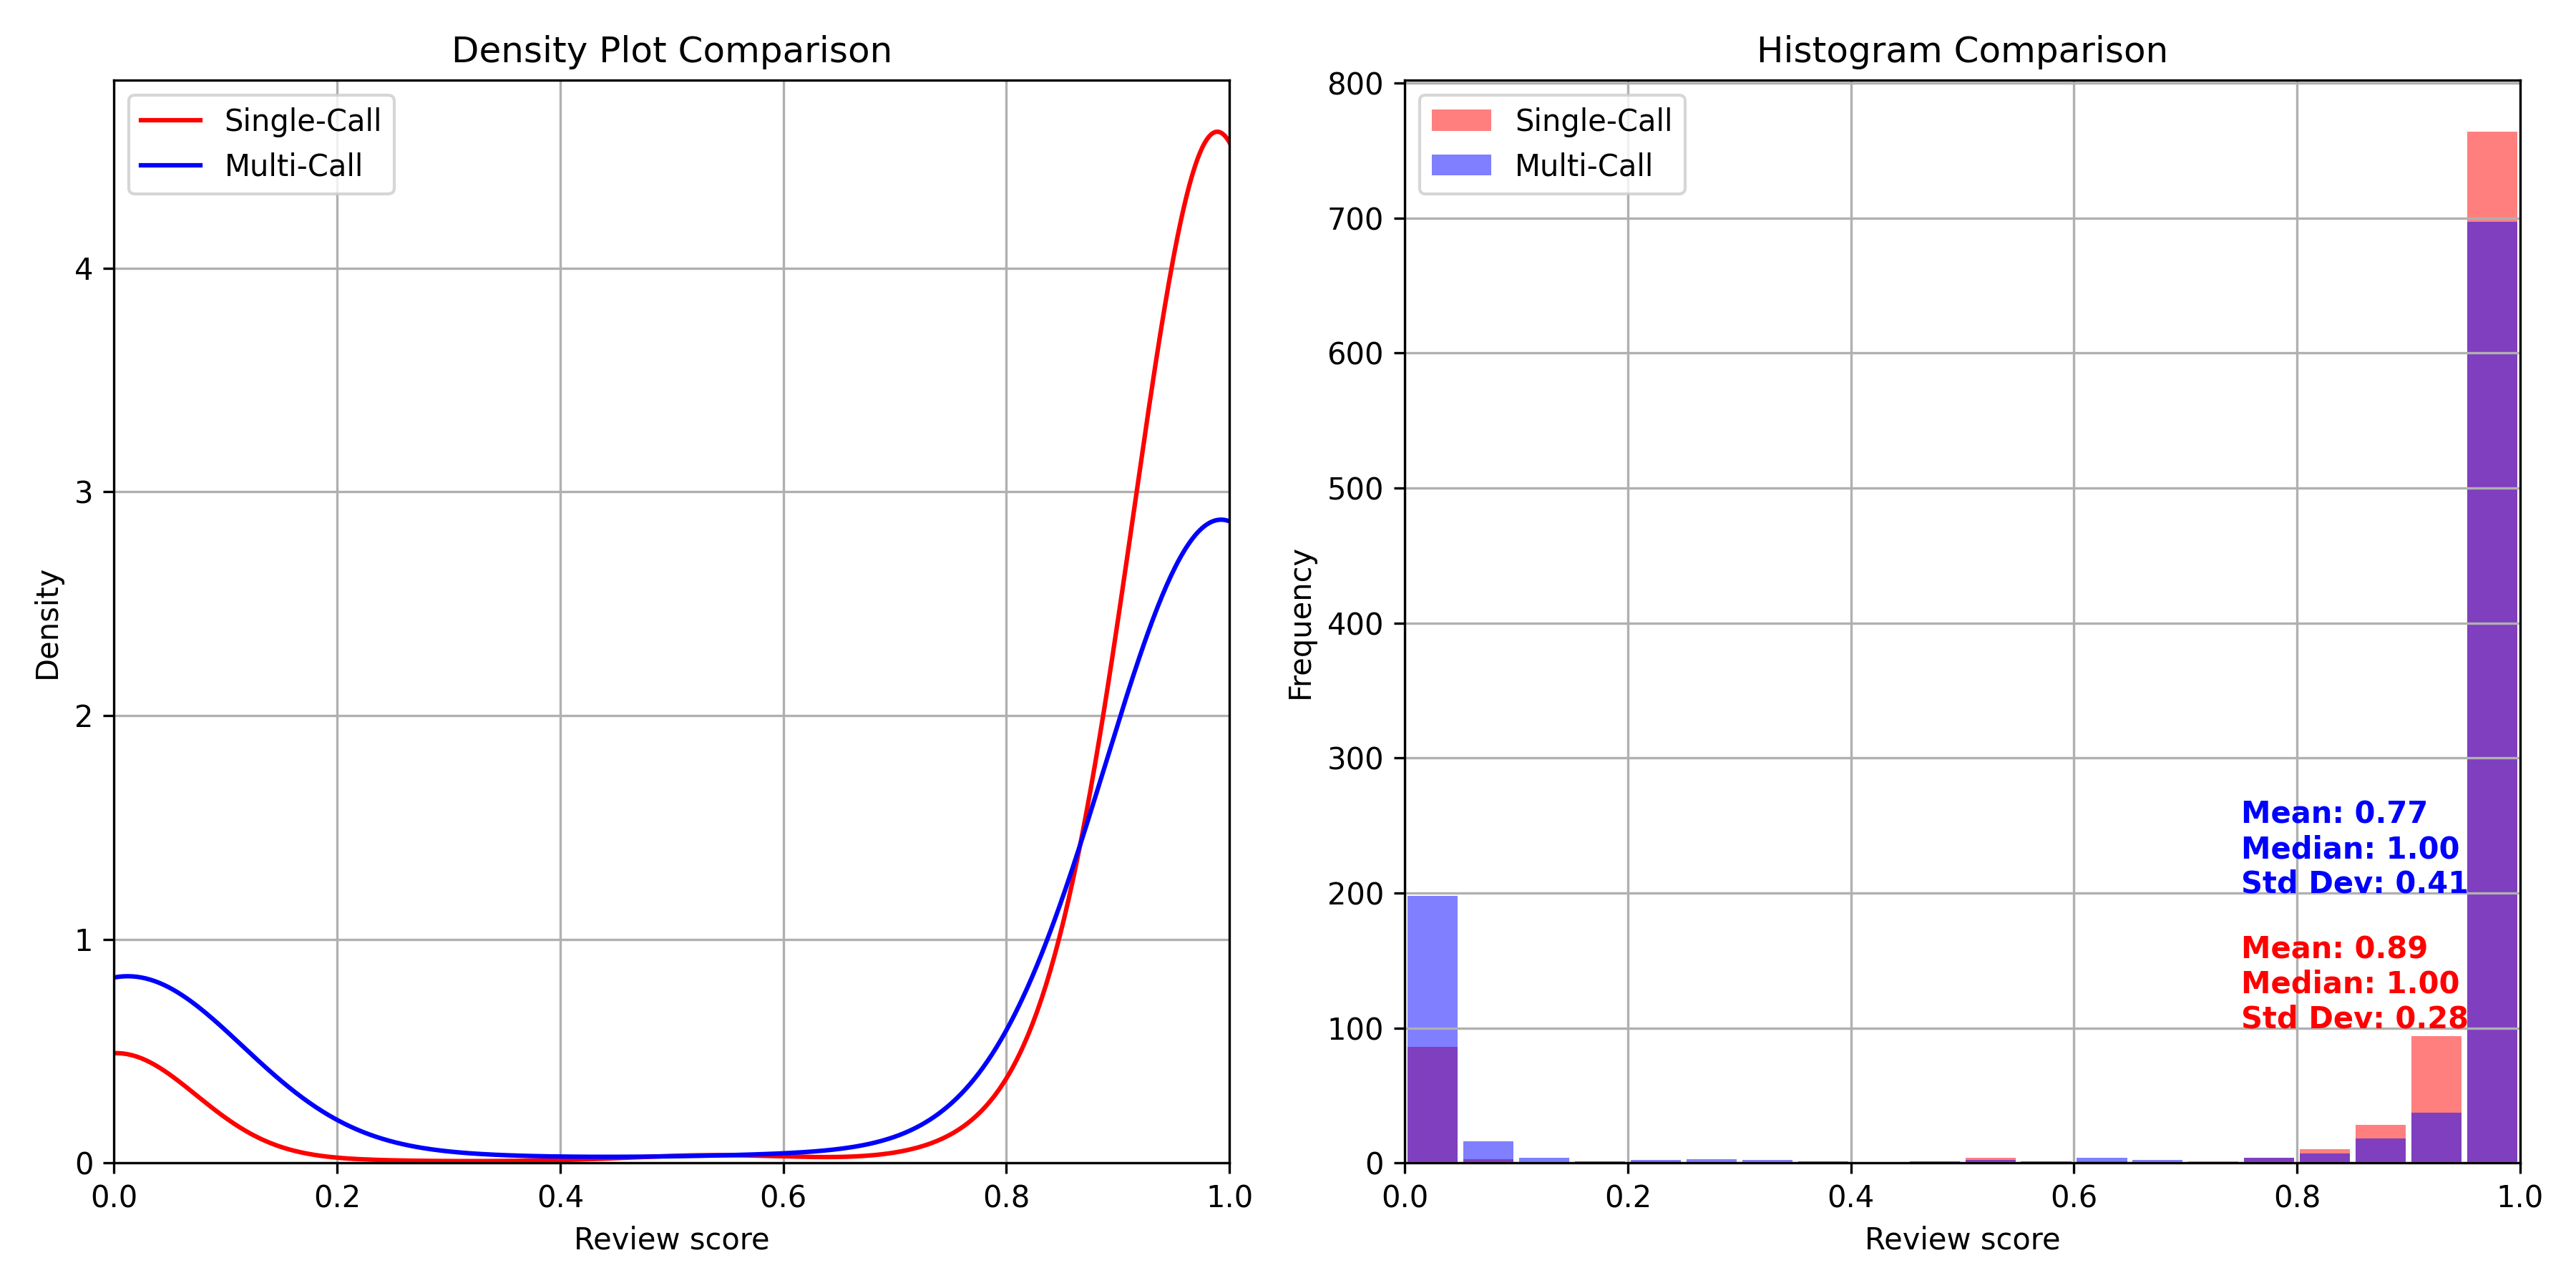 Density Plot Comparison
Single-Call
Multi-Call
Density
4
3
2
1
0
0.0 0.2 0.4 0.6 0.8 1.0
Review score
Histogram Comparison
Single-Call
Multi-Call
Frequency
800
700
600
500
400
300
200
100
0
Mean: 0.77
Median: 1.00
Std Dev: 0.41
Mean: 0.89
Median: 1.00
Std Dev: 0.28
0.0 0.2 0.4 0.6 0.8 1.0
Review score